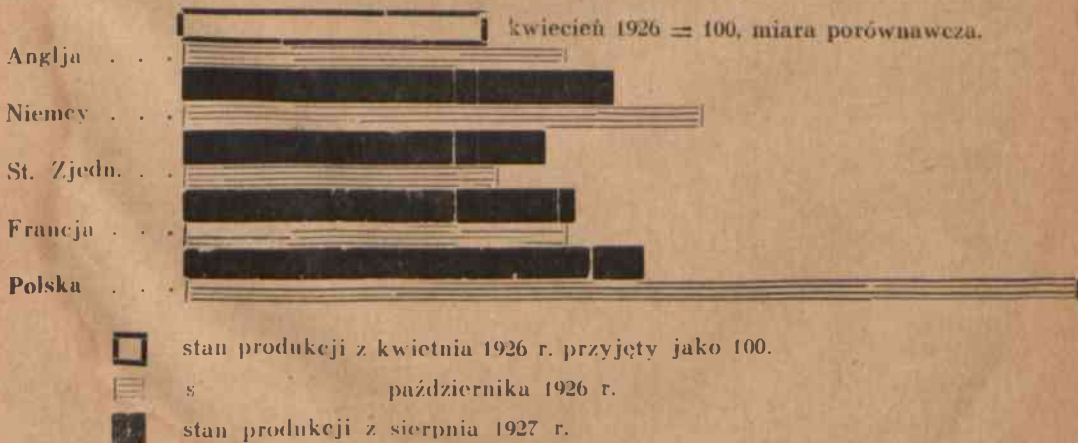 kwiecień 1926 = 100, miara porównawcza.
Anglja . . .
Niemcy . . .
St. Zjedn. . .
Francja . . .
Polska . . .
stan produkcji z kwietnia 1926 r. przyjęty jako 100.
s października 1926 r.
stan produkcji z sierpnia 1927 r.